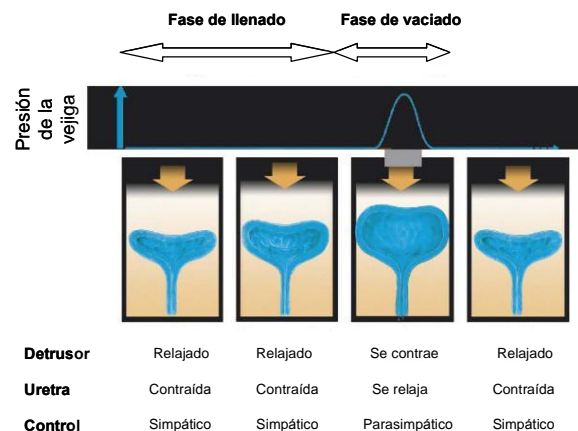 Fase de llenado Fase de vaciado
Presión
de la
vejiga
Detrusor Relajado Relajado Se contrae Relajado
Uretra Contraída Contraída Se relaja Contraída
Control Simpático Simpático Parasimpático Simpático